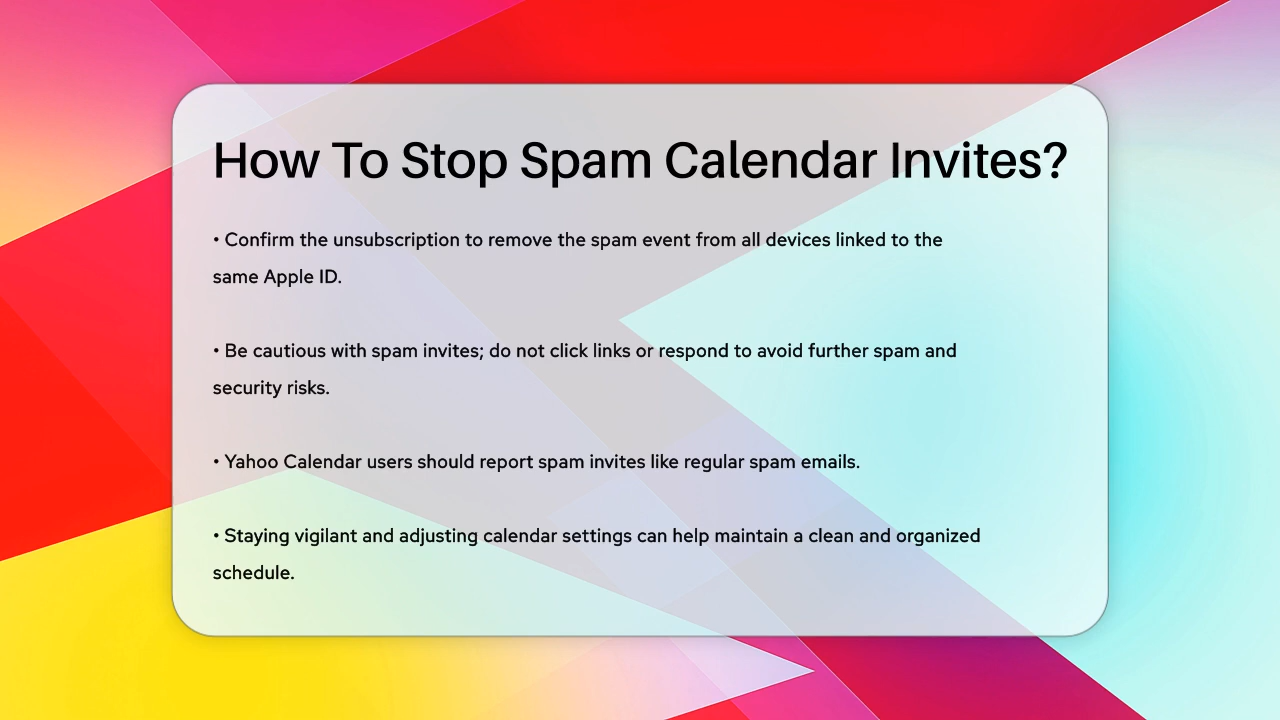 How To Stop Spam Calendar Invites?
• Confirm the unsubscription to remove the spam event from all devices linked to the
same Apple ID.
• Be cautious with spam invites; do not click links or respond to avoid further spam and
security risks.
• Yahoo Calendar users should report spam invites like regular spam emails.
• Staying vigilant and adjusting calendar settings can help maintain a clean and organized
schedule.